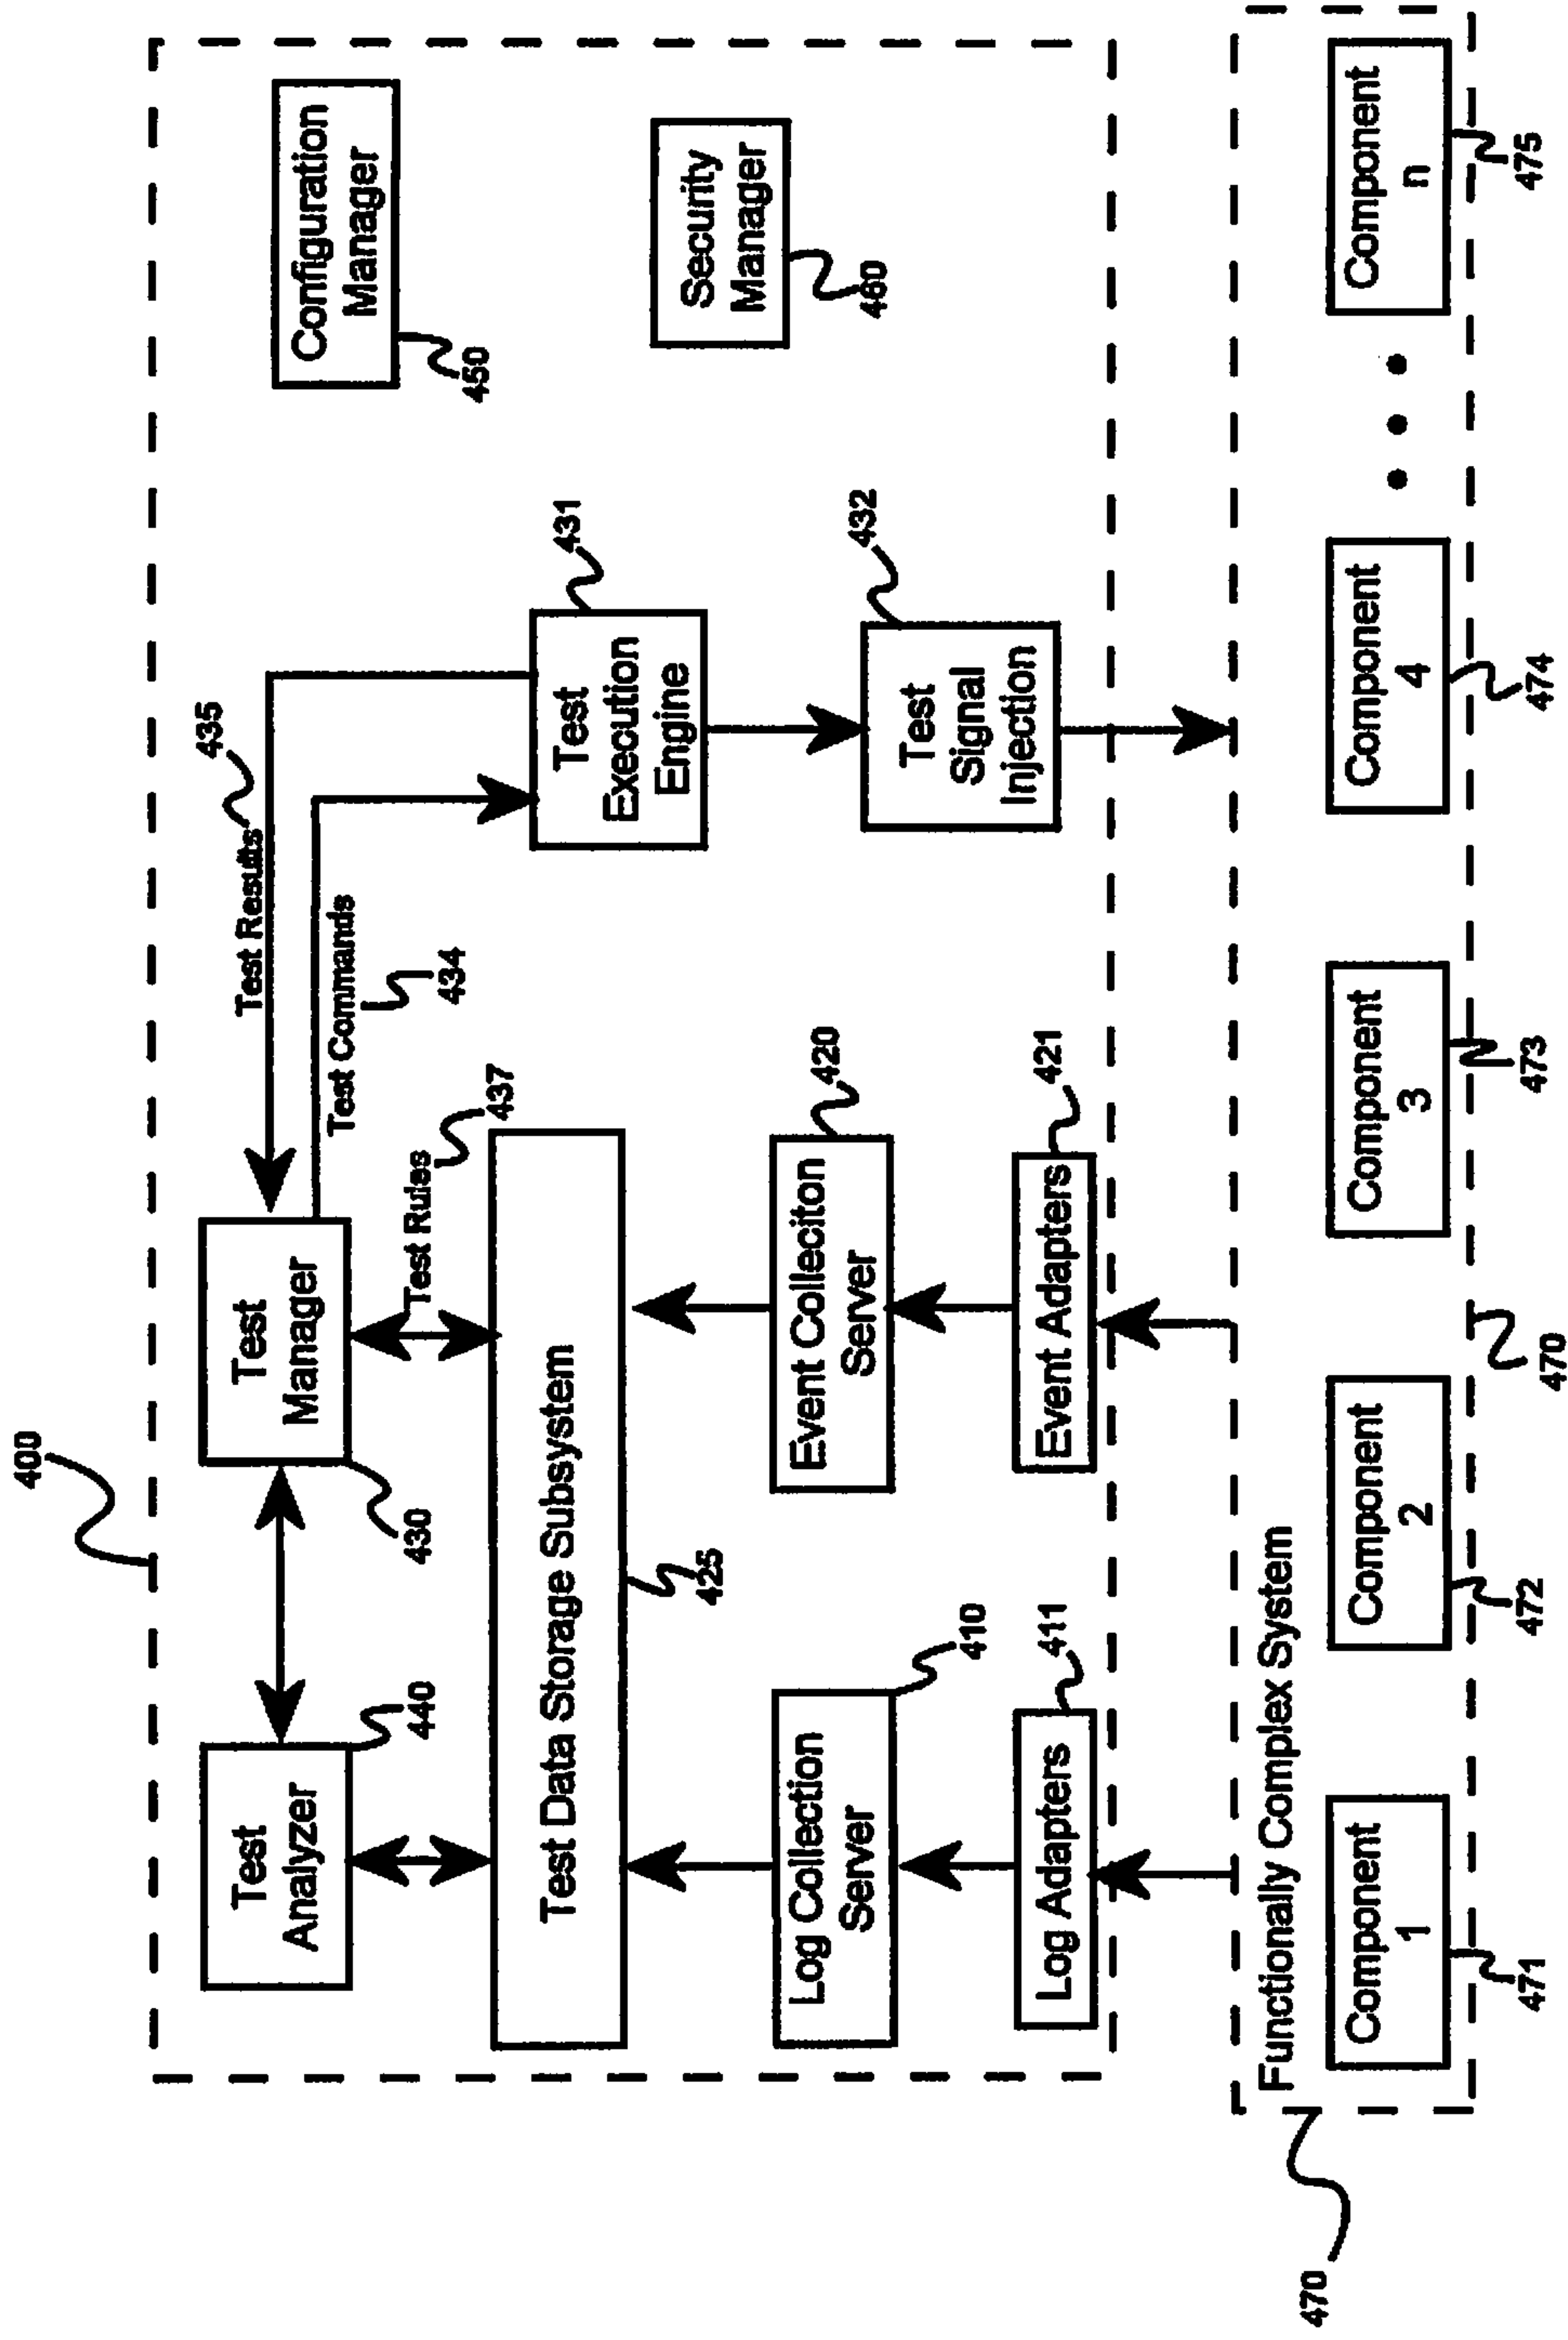 400
Test
Analyzer
440
Test
Manager
430
Test Results
435
Test Commands
434
Configuration
Manager
450
Test Rules
437
Test Data Storage Subsystem
425
Test
Execution
Engine
431
Security
Manager
460
Log Collection
Server
410
Event Colleciton
Server
420
Test
Signal
Injection
432
Log Adapters
411
Event Adapters
421
Functionally Complex System
470
Component
1
471
Component
2
472
470
Component
3
473
Component
4
474
Component
n
475